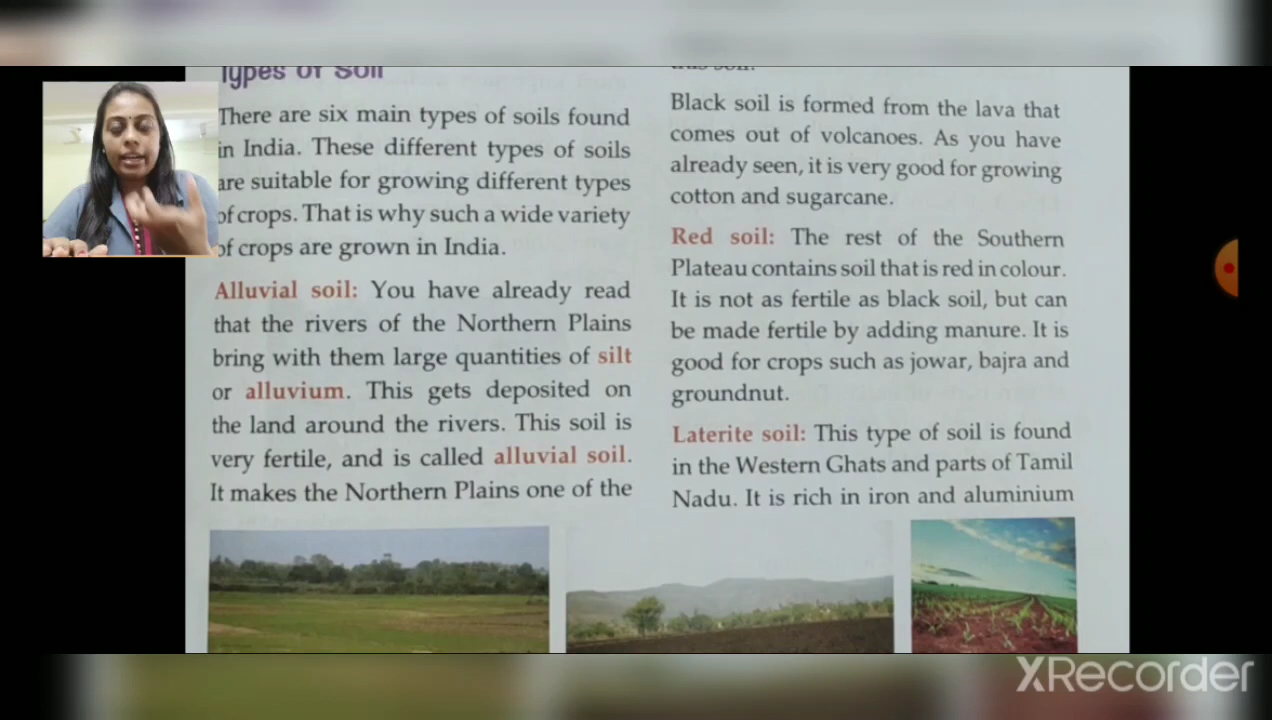 Types of Soil
There are six main types of soils found
in India. These different types of soils
are suitable for growing different types
of crops. That is why such a wide variety
of crops are grown in India.
Alluvial soil: You have already read
that the rivers of the Northern Plains
bring with them large quantities of silt
or alluvium. This gets deposited on
the land around the rivers. This soil is
very fertile, and is called alluvial soil.
It makes the Northern Plains one of the
soil.
Black soil is formed from the lava that
comes out of volcanoes. As you have
already seen, it is very good for growing
cotton and sugarcane.
Red soil: The rest of the Southern
Plateau contains soil that is red in colour.
It is not as fertile as black soil, but can
be made fertile by adding manure. It is
good for crops such as jowar, bajra and
groundnut.
Laterite soil: This type of soil is found
in the Western Ghats and parts of Tamil
Nadu. It is rich in iron and aluminium
XRecorder